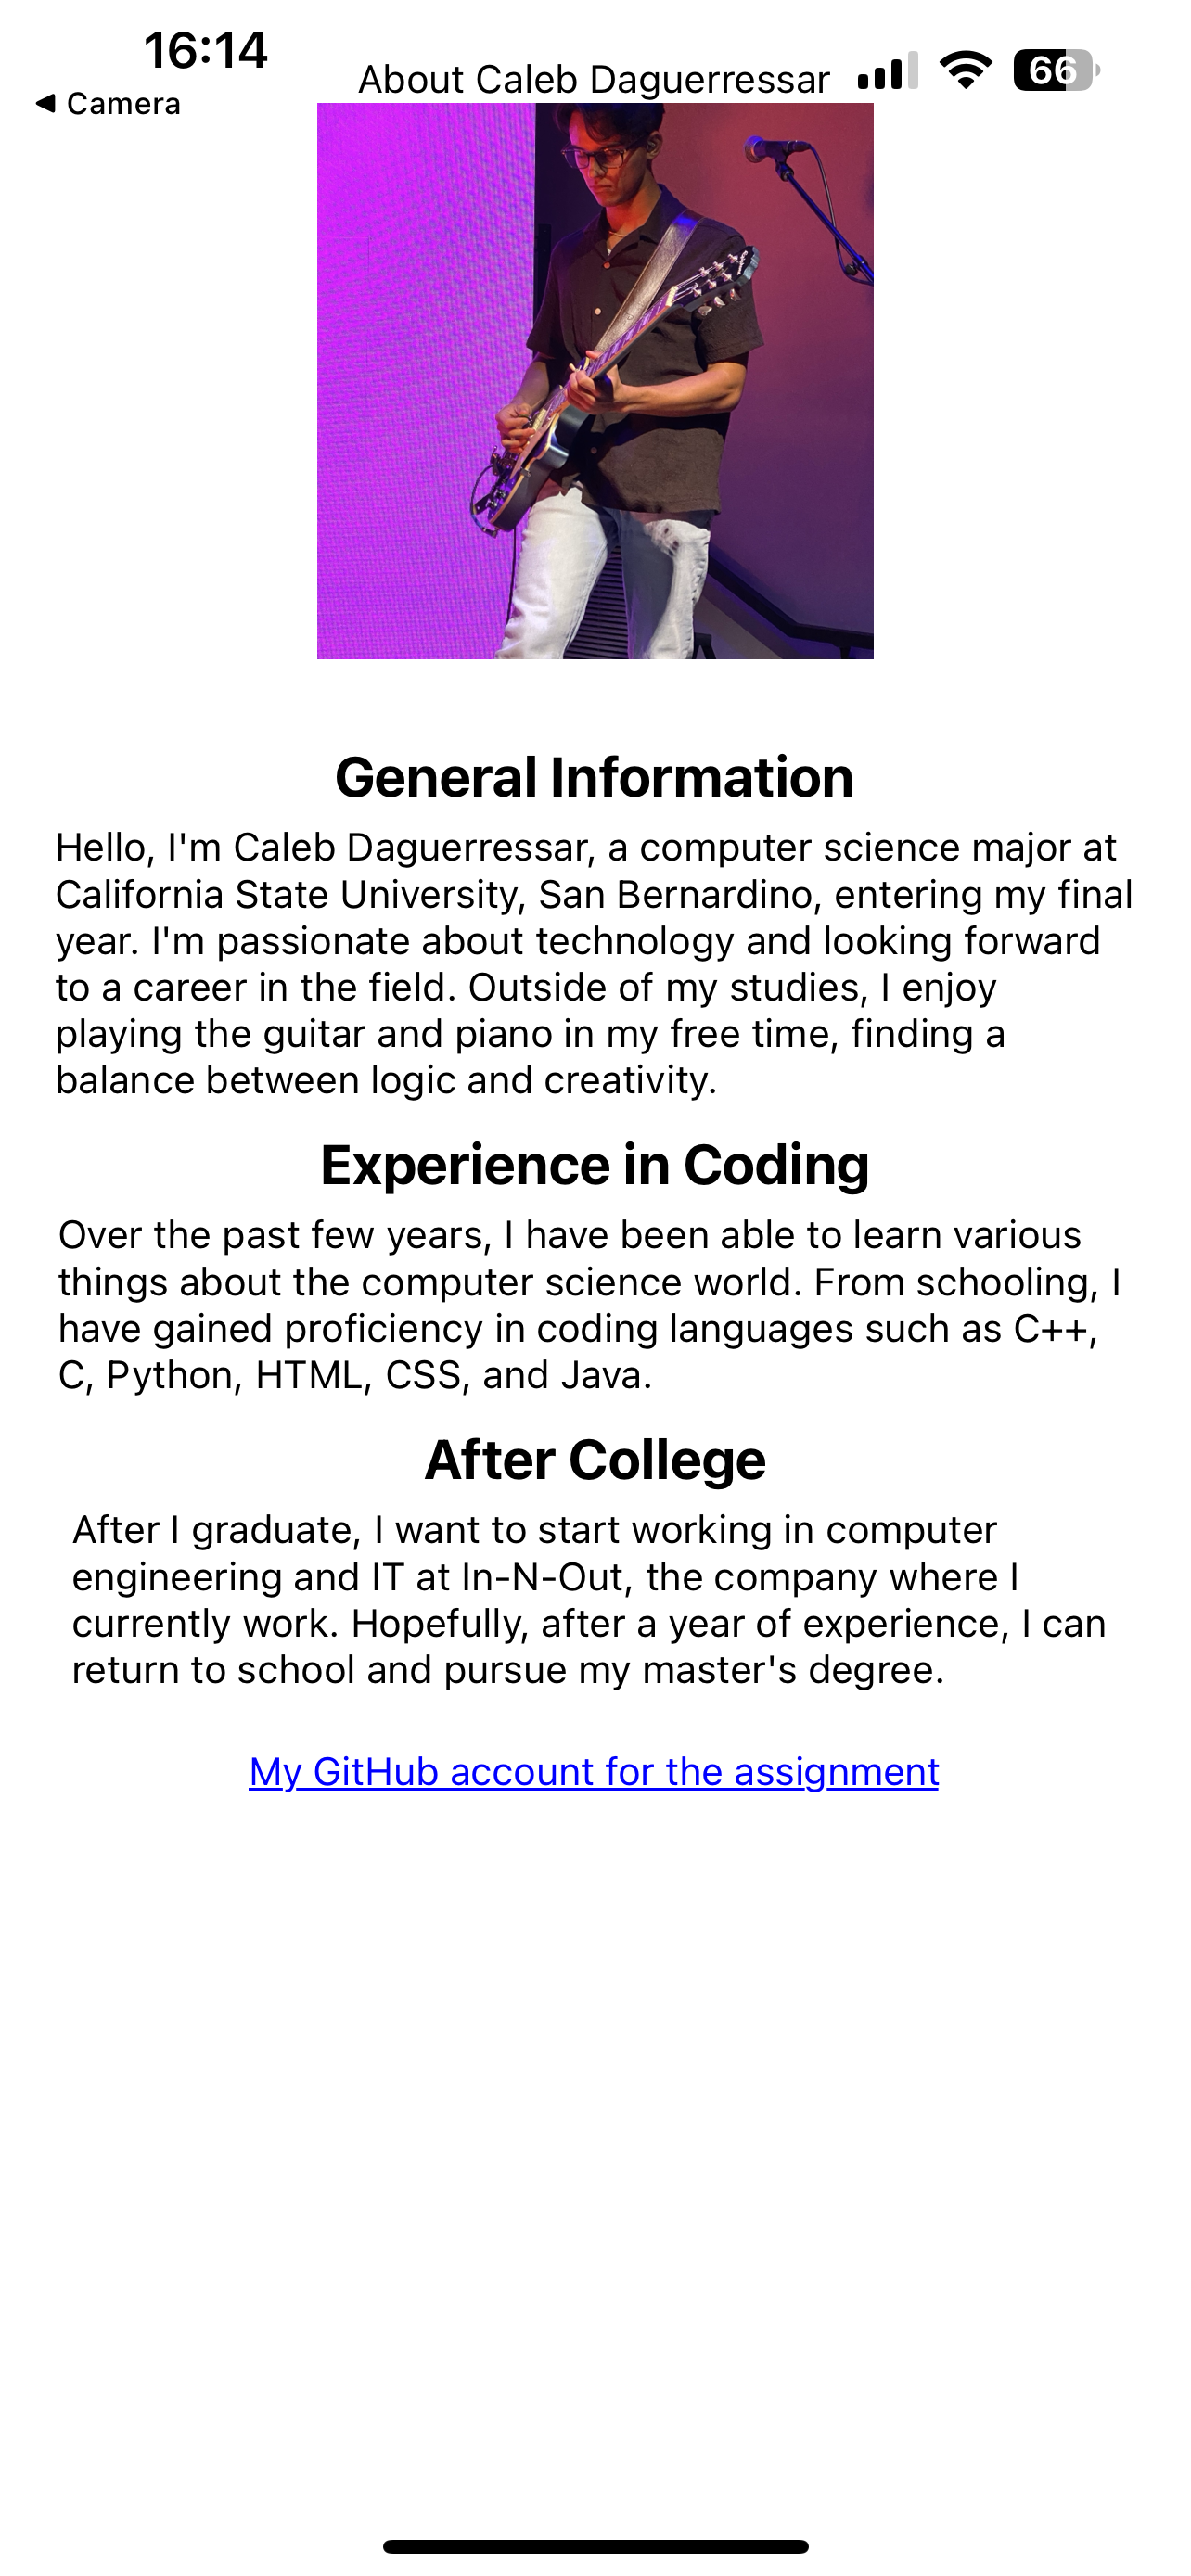 16:14
◀ Camera
About Caleb Daguerressar
66
General Information
Hello, I'm Caleb Daguerressar, a computer science major at
California State University, San Bernardino, entering my final
year. I'm passionate about technology and looking forward
to a career in the field. Outside of my studies, I enjoy
playing the guitar and piano in my free time, finding a
balance between logic and creativity.
Experience in Coding
Over the past few years, I have been able to learn various
things about the computer science world. From schooling, I
have gained proficiency in coding languages such as C++,
C, Python, HTML, CSS, and Java.
After College
After I graduate, I want to start working in computer
engineering and IT at In-N-Out, the company where I
currently work. Hopefully, after a year of experience, I can
return to school and pursue my master's degree.
My GitHub account for the assignment